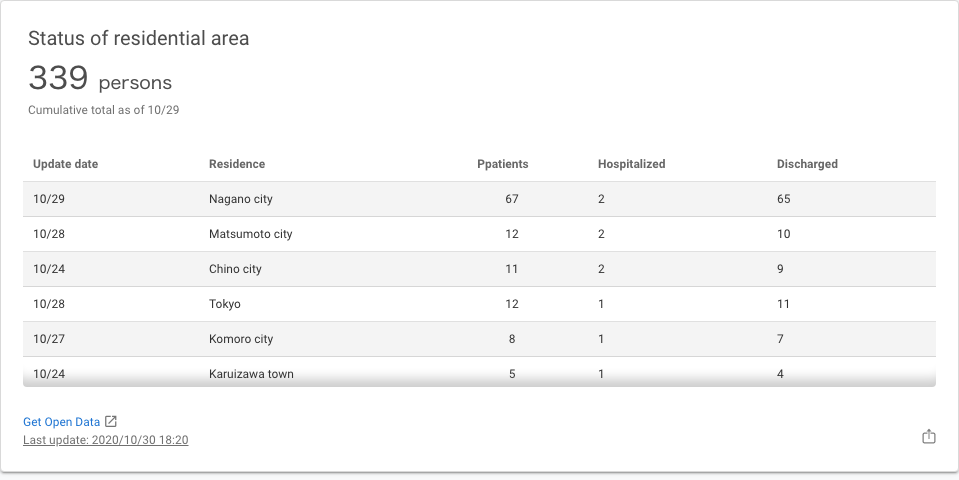 Status of residential area
339 persons
Cumulative total as of 10/29
Update date Residence Ppatients Hospitalized Discharged
10/29 Nagano city 67 2 65
10/28 Matsumoto city 12 2 10
10/24 Chino city 11 2 9
10/28 Tokyo 12 1 11
10/27 Komoro city 8 1 7
10/24 Karuizawa town 5 1 4
Get Open Data
Last update: 2020/10/30 18:20